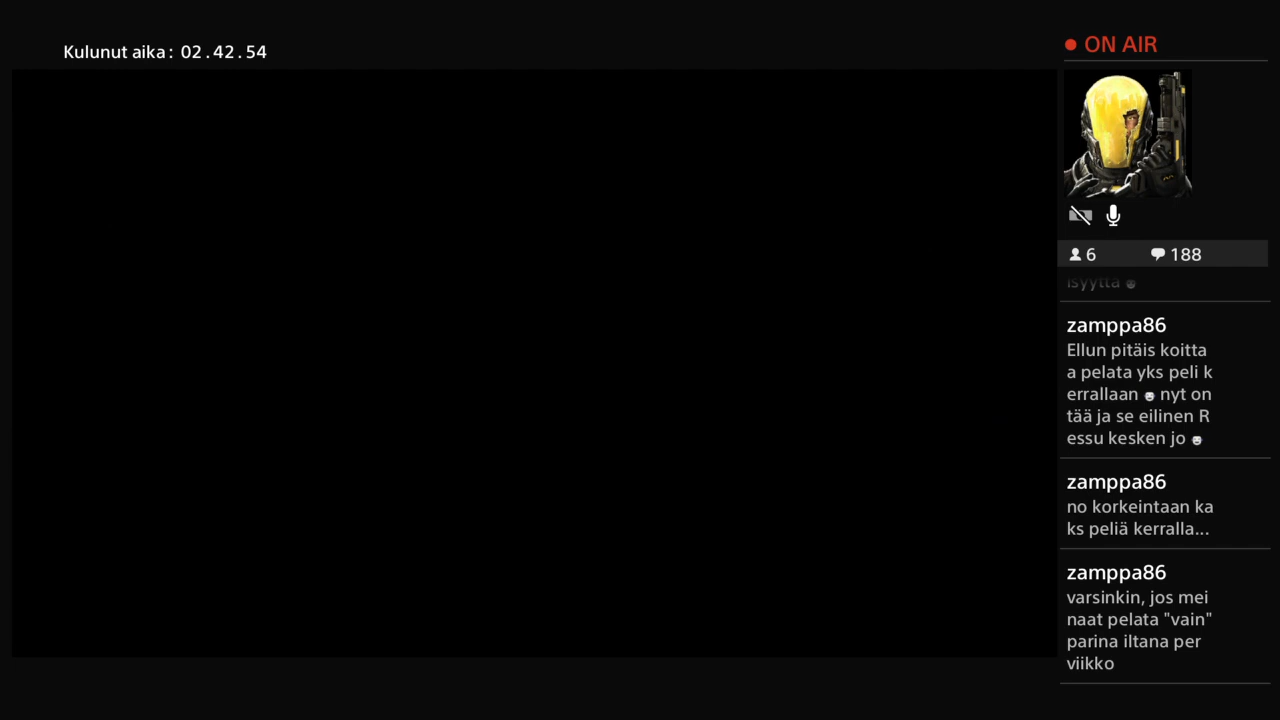 Kulunut aika: 02.42.54
ON AIR
6 188
isyyttä
zamppa86
Ellun pitäis koitta
a pelata yks peli k
errallaan nyt on
tää ja se eilinen R
essu kesken jo
zamppa86
no korkeintaan ka
ks peliä kerralla...
zamppa86
varsinkin, jos mei
naat pelata "vain"
parina iltana per
viikko